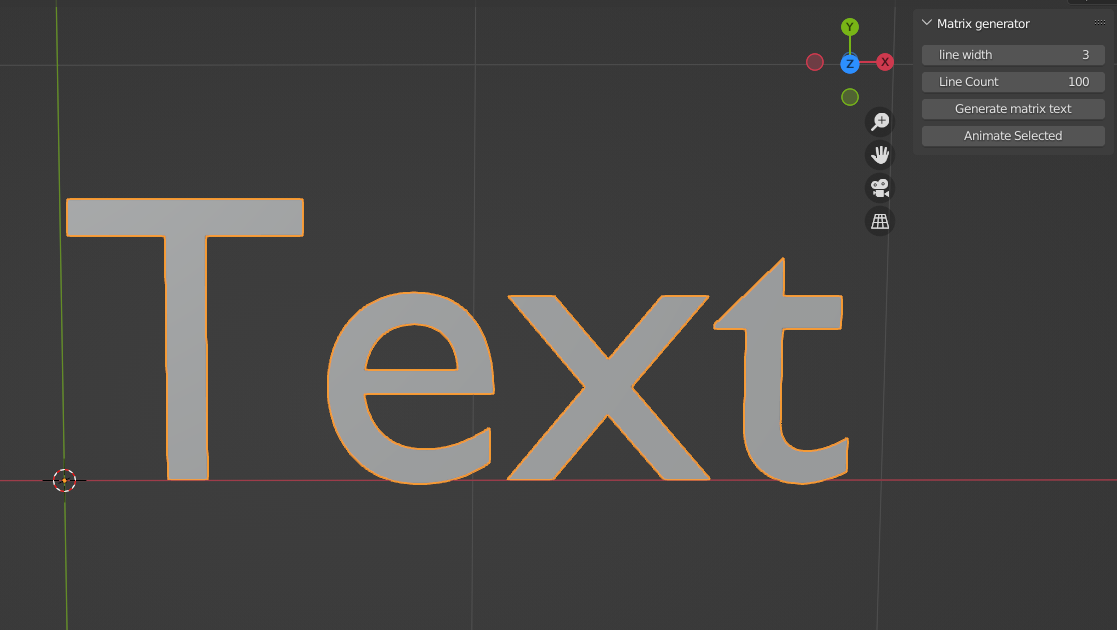 Matrix generator
line width 3
Line Count 100
Generate matrix text
Animate Selected
Y
Z X
Text